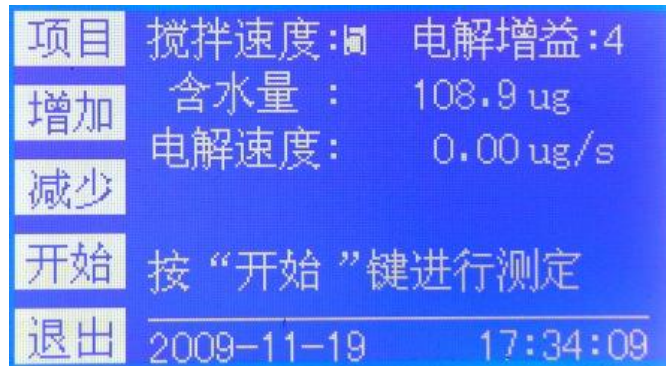 项目 搅拌速度: 电解增益:4
增加 含水量 : 108.9 ug
电解速度: 0.00 ug/s
减少
开始 按“开始”键进行测定
退出 2009-11-19 17:34:09